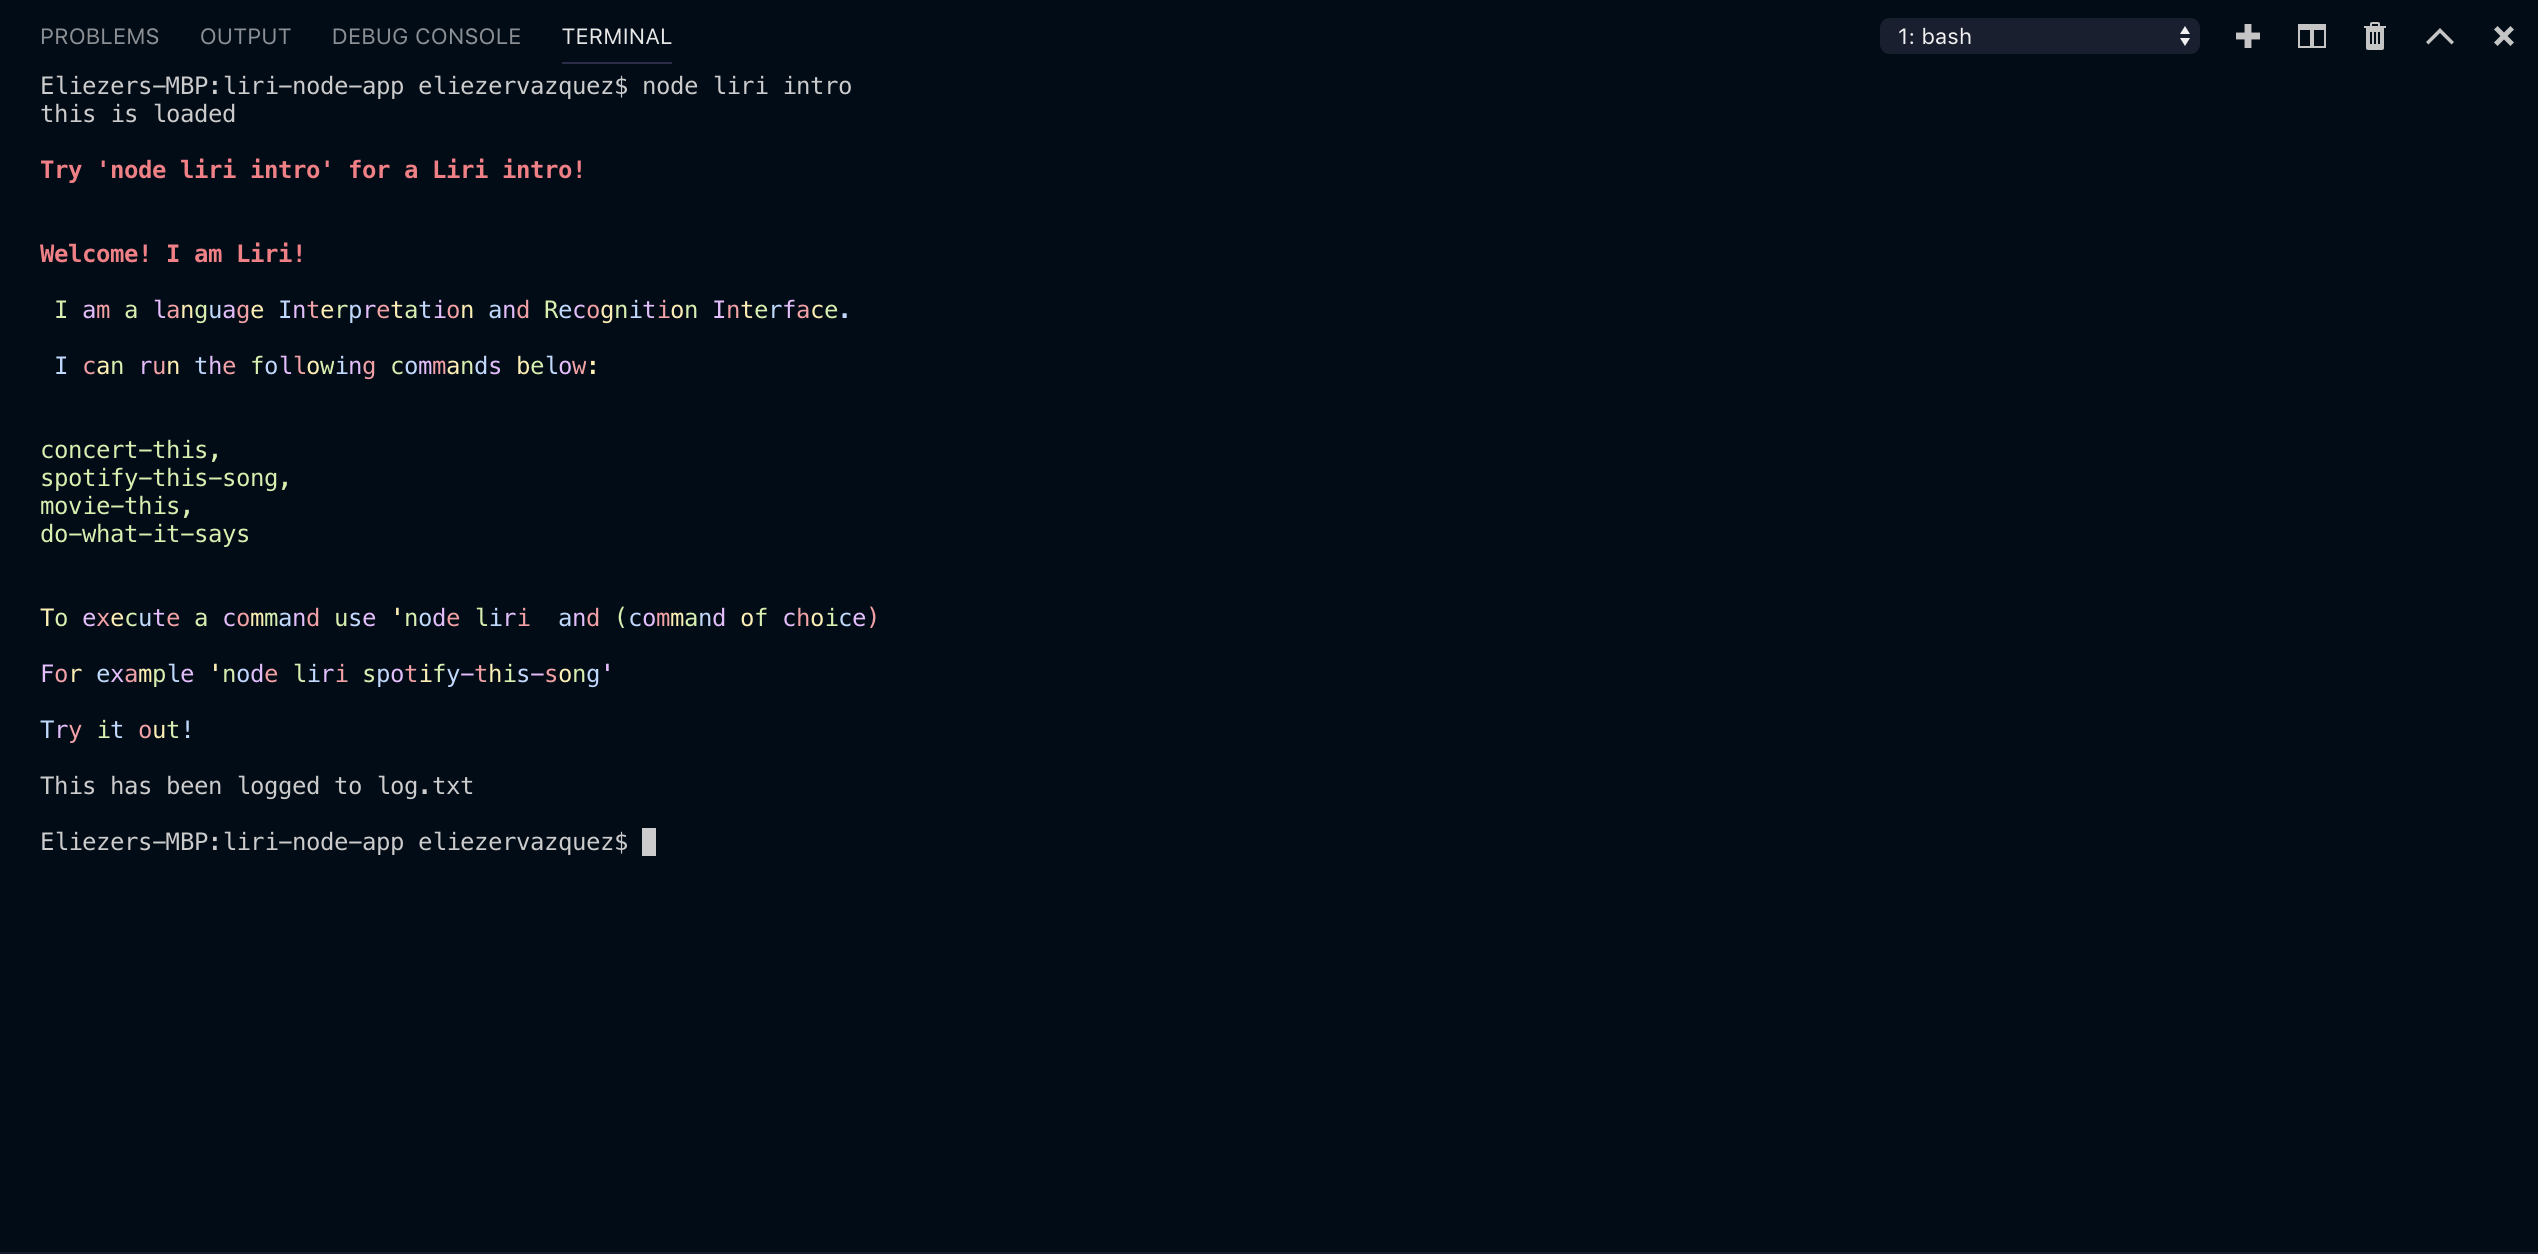 PROBLEMS OUTPUT DEBUG CONSOLE TERMINAL 1: bash
Eliezers-MBP:liri-node-app eliezervazquez$ node liri intro
this is loaded
Try 'node liri intro' for a Liri intro!
Welcome! I am Liri!
I am a language Interpretation and Recognition Interface.
I can run the following commands below:
concert-this,
spotify-this-song,
movie-this,
do-what-it-says
To execute a command use 'node liri  and (command of choice)
For example 'node liri spotify-this-song'
Try it out!
This has been logged to log.txt
Eliezers-MBP:liri-node-app eliezervazquez$